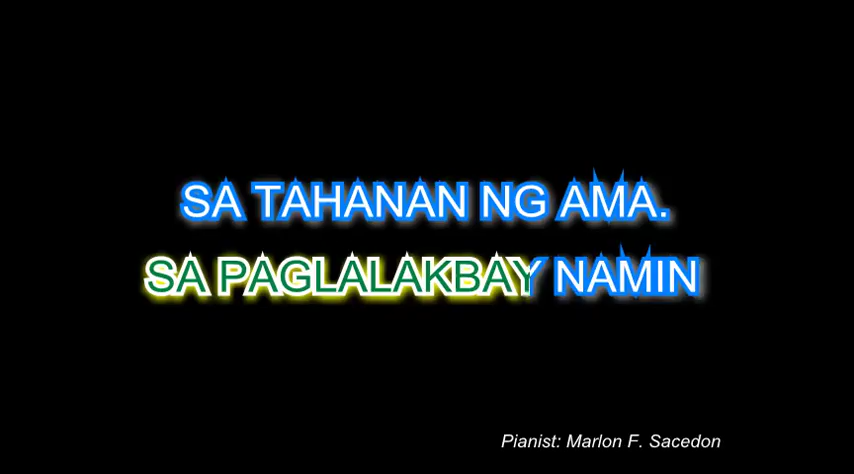 SA TAHANAN NG AMA.
SA PAGLALAKBAY NAMIN
Pianist: Marlon F. Sacedon